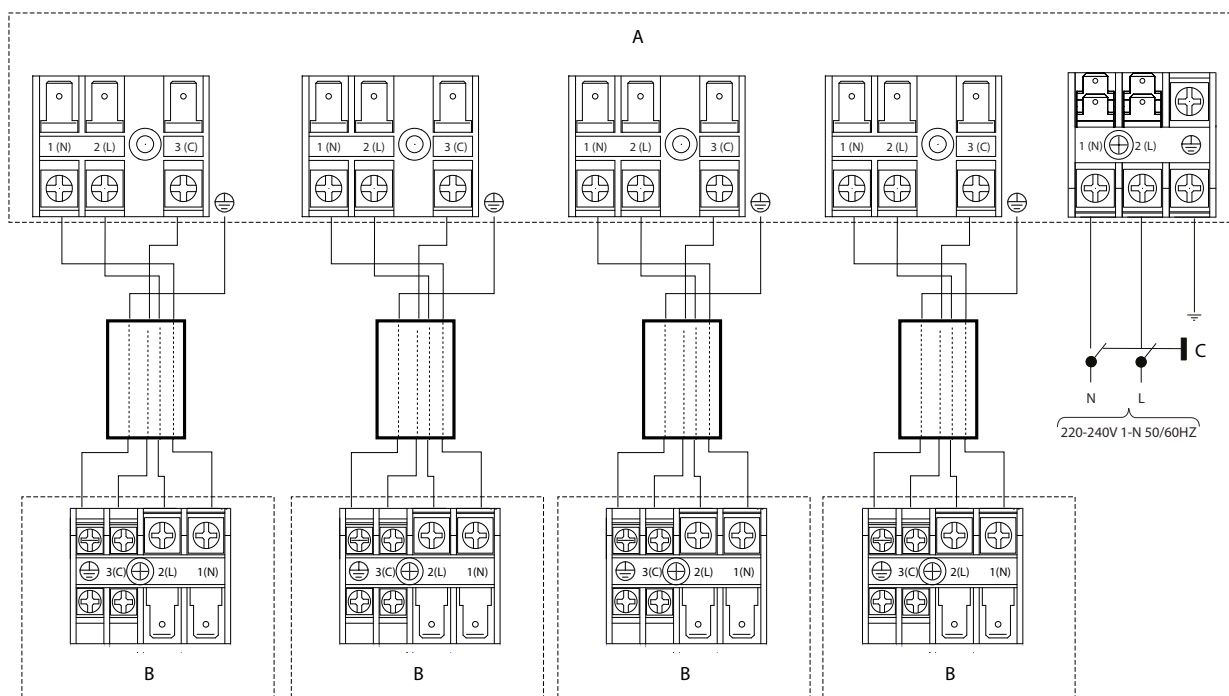 A
1 (N) 2 (L) 3 (C)
1 (N) 2 (L) 3 (C)
1 (N) 2 (L) 3 (C)
1 (N) 2 (L) 3 (C)
1 (N) 2 (L)
C
N L
220-240V 1-N 50/60HZ
3(C) 2(L) 1(N)
3(C) 2(L) 1(N)
3(C) 2(L) 1(N)
3(C) 2(L) 1(N)
B
B
B
B